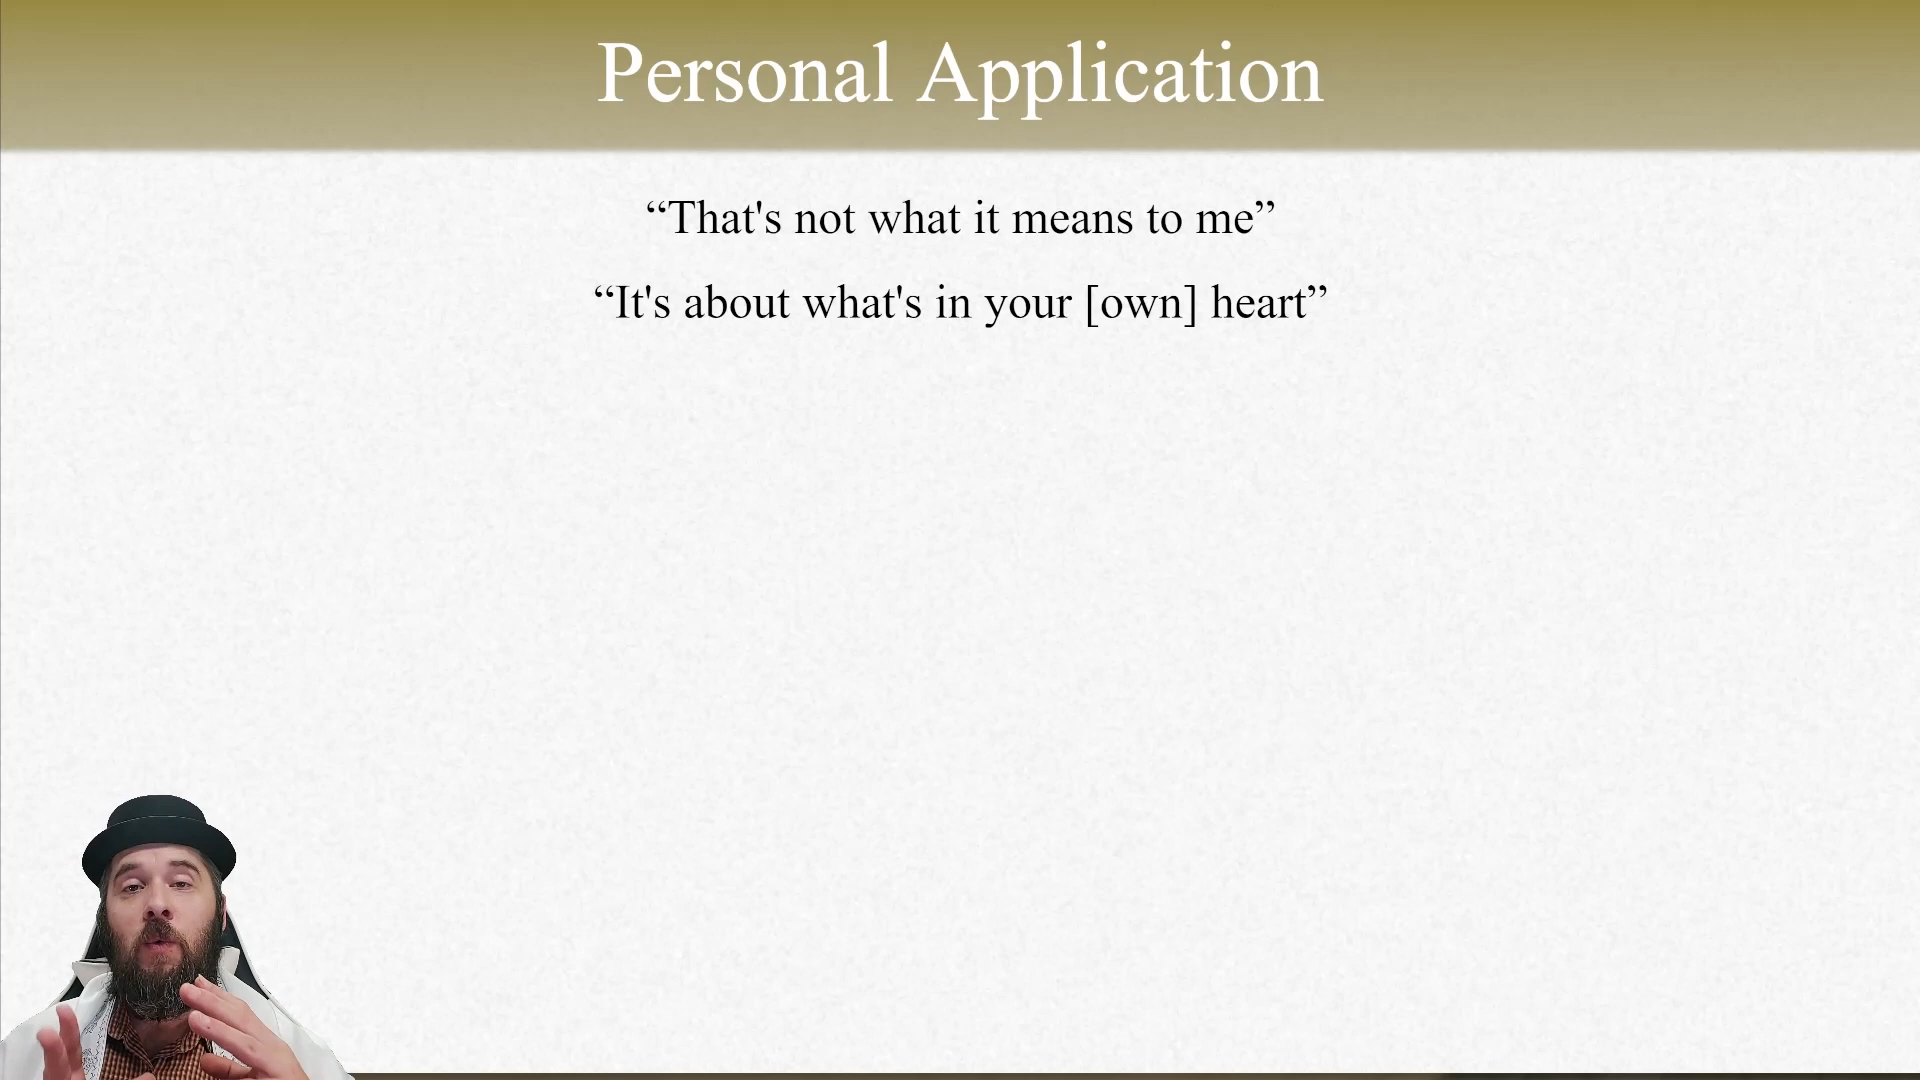 Personal Application
“That's not what it means to me”
“It's about what's in your [own] heart”